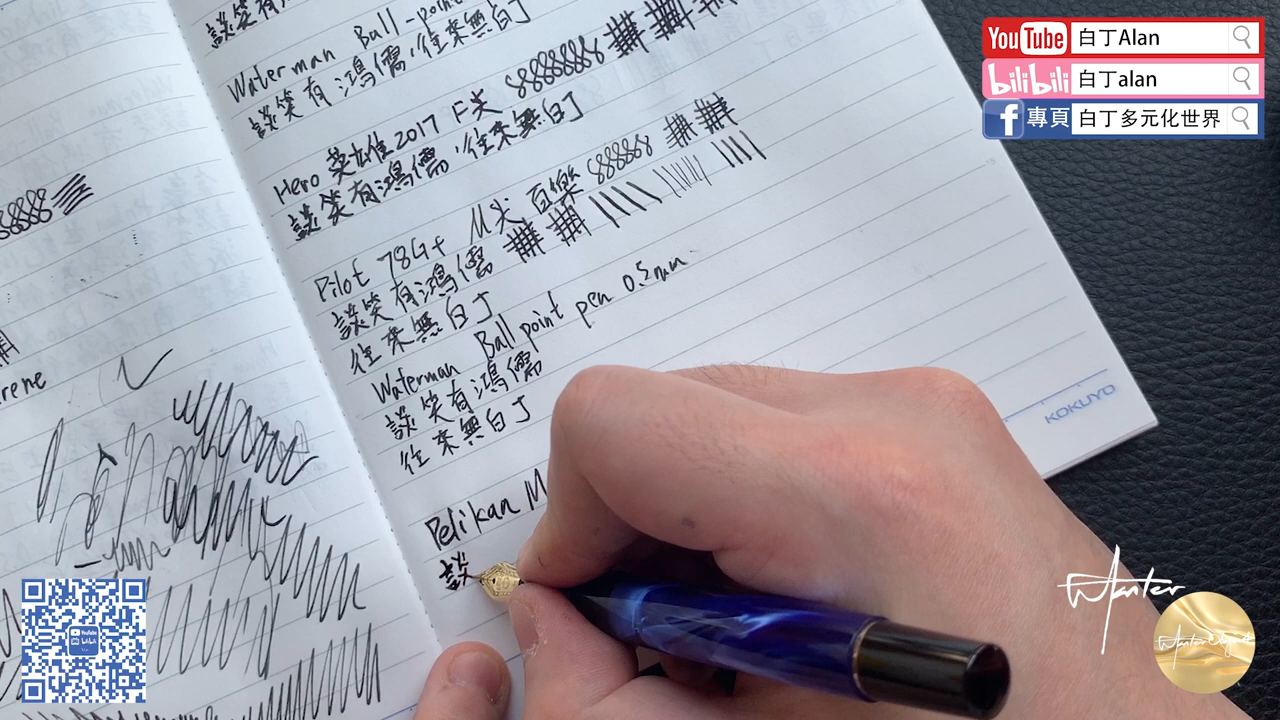 談笑有
Waterman Ball-point
談笑有鴻儒,往來無白丁
Hero 英雄 2017 F尖
談笑有鴻儒,往來無白丁
Pilot 78G+ M尖 百樂
談笑有鴻儒
往來無白丁
Waterman Ball point pen 0.5mm
談笑有鴻儒
往來無白丁
Pelikan M
談
KOKUYO
YouTube 白丁Alan
bilibili 白丁alan
f 專頁 白丁多元化世界